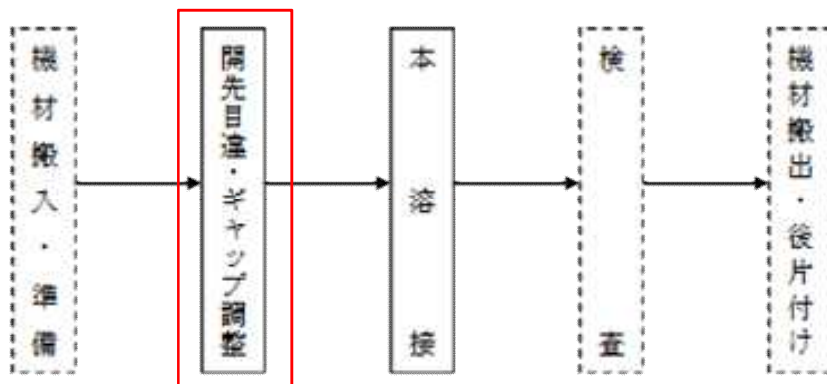 機材搬入・準備
開先目違・ギャップ調整
本溶接
検査
機材搬出・後片付け